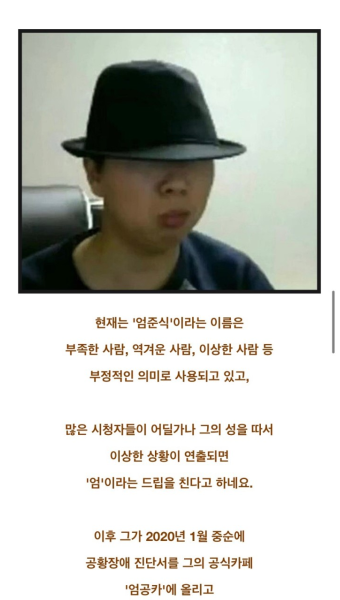 현재는 '엄준식'이라는 이름은
부족한 사람, 역겨운 사람, 이상한 사람 등
부정적인 의미로 사용되고 있고,
많은 시청자들이 어딜가나 그의 성을 따서
이상한 상황이 연출되면
'엄'이라는 드립을 친다고 하네요.
이후 그가 2020년 1월 중순에
공황장애 진단서를 그의 공식카페
'엄공카'에 올리고